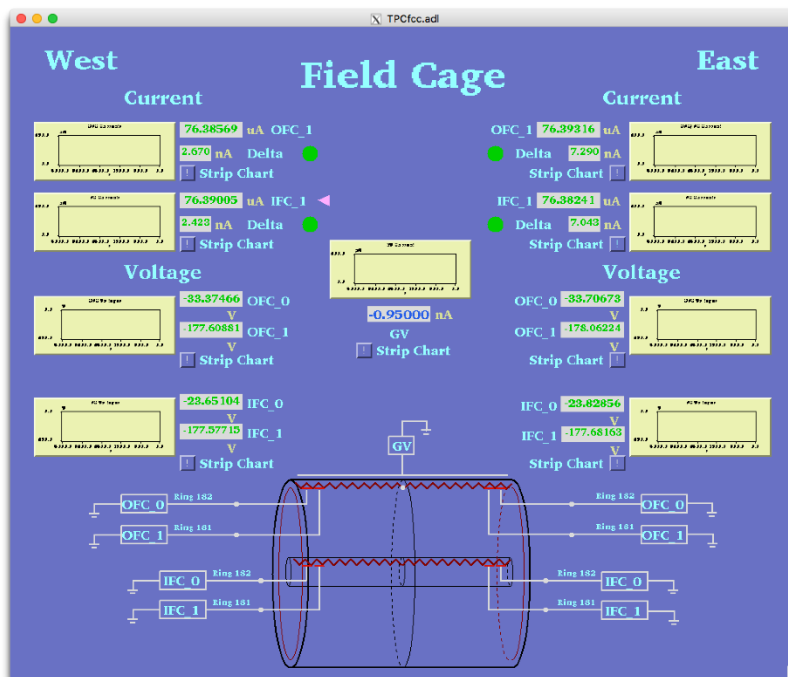 TPCfcc.adl
West
Field Cage
East
Current
Current
76.38569 uA OFC_1
OFC_1 76.39316 uA
2.670 nA Delta
Delta 7.290 nA
! Strip Chart
Strip Chart !
76.39005 uA IFC_1
IFC_1 76.38241 uA
2.423 nA Delta
Delta 7.043 nA
! Strip Chart
Strip Chart !
Voltage
Voltage
-33.37466 OFC_0
V
OFC_0 -33.70673
V
-177.60881 OFC_1
V
OFC_1 -178.06224
V
! Strip Chart
Strip Chart !
-0.95000 nA
GV
! Strip Chart
-23.65104 IFC_0
V
IFC_0 -23.82856
V
-177.57715 IFC_1
V
IFC_1 -177.68163
V
! Strip Chart
Strip Chart !
GV
OFC_0 Ring 182
Ring 182 OFC_0
OFC_1 Ring 181
Ring 181 OFC_1
IFC_0 Ring 182
Ring 182 IFC_0
IFC_1 Ring 181
Ring 181 IFC_1